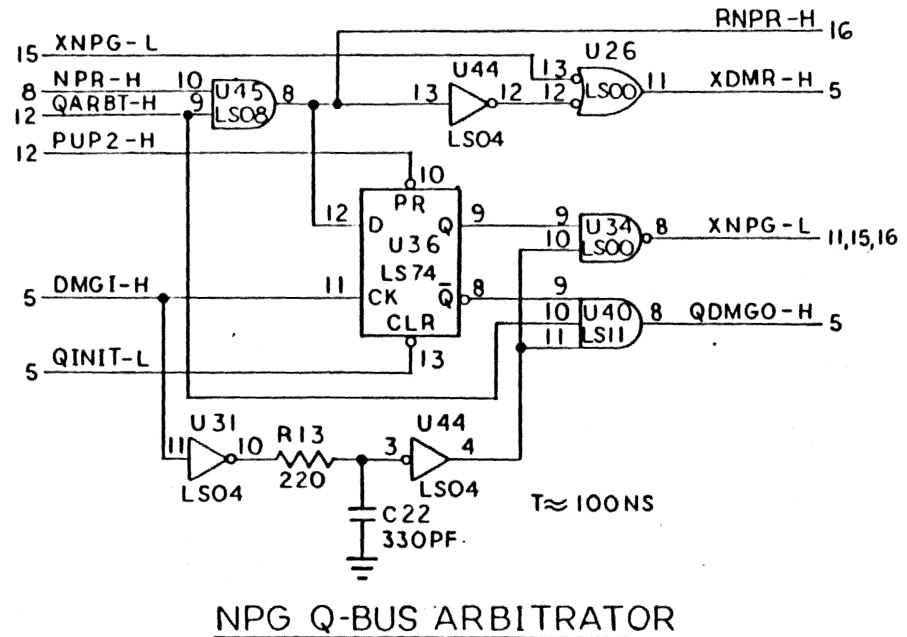 RNPR-H 16
15 XNPG-L U26
8 NPR-H 10 U45 8 U44 13 LS00 11 XDMR-H 5
12 QARBT-H 9 LS08 13 12 12
LS04
12 PUP2-H
10
PR
12 D Q 9 9 U34 8 XNPG-L 11,15,16
U36 10 LS00
LS74
5 DMGI-H 11 CK Q 8 9 U40 8 QDMGO-H 5
CLR 10 LS11
13 11
5 QINIT-L
U31 U44
11 10 R13 3 4
LS04 220 LS04
C22 T≈100NS
330PF.
NPG Q-BUS ARBITRATOR